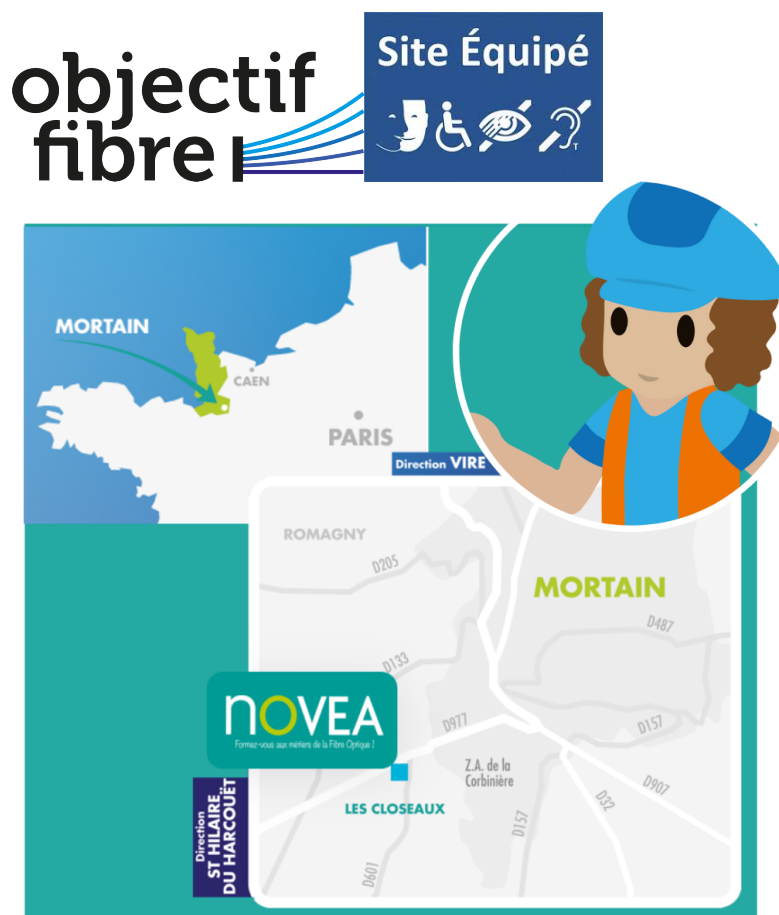 objectif
fibre
Site Équipé
T
MORTAIN
CAEN
PARIS
Direction VIRE
ROMAGNY
D205
MORTAIN
D487
D133
NOVEA
Formez-vous aux métiers de la Fibre Optique !
D977
D157
Z.A. de la
Corbinière
D907
D32
LES CLOSEAUX
D157
D601
Direction
ST HILAIRE
DU HARCOUËT